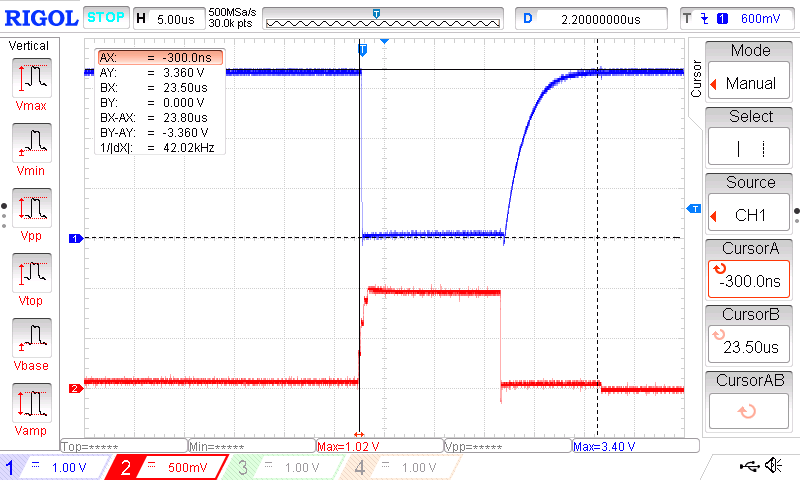 RIGOL STOP H 5.00us 500MSa/s 30.0k pts T D 2.20000000us T 1 600mV
Vertical
Vmax
Vmin
Vpp
Vtop
Vbase
Vamp
T
AX: = -300.0ns
AY: = 3.360 V
BX: = 23.50us
BY: = 0.000 V
BX-AX: = 23.80us
BY-AY: = -3.360 V
1/|dX|: = 42.02kHz
1
2
T
Cursor
Mode
Manual
Select
Source
CH1
CursorA
-300.0ns
CursorB
23.50us
CursorAB
Top=***** Min=***** Max=1.02 V Vpp=***** Max=3.40 V
1 1.00 V 2 500mV 3 1.00 V 4 1.00 V